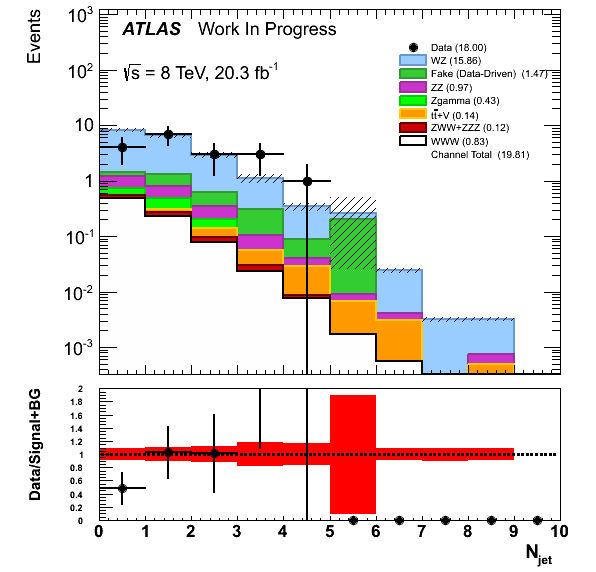 Events
ATLAS Work In Progress
√s = 8 TeV, 20.3 fb⁻¹
Data (18.00)
WZ (15.86)
Fake (Data-Driven) (1.47)
ZZ (0.97)
Zgamma (0.43)
tt̄+V (0.14)
ZWW+ZZZ (0.12)
WWW (0.83)
Channel Total (19.81)
10³
10²
10
1
10⁻¹
10⁻²
10⁻³
Data/Signal+BG
2
1.8
1.6
1.4
1.2
1
0.8
0.6
0.4
0.2
0
0 1 2 3 4 5 6 7 8 9 10
N_jet